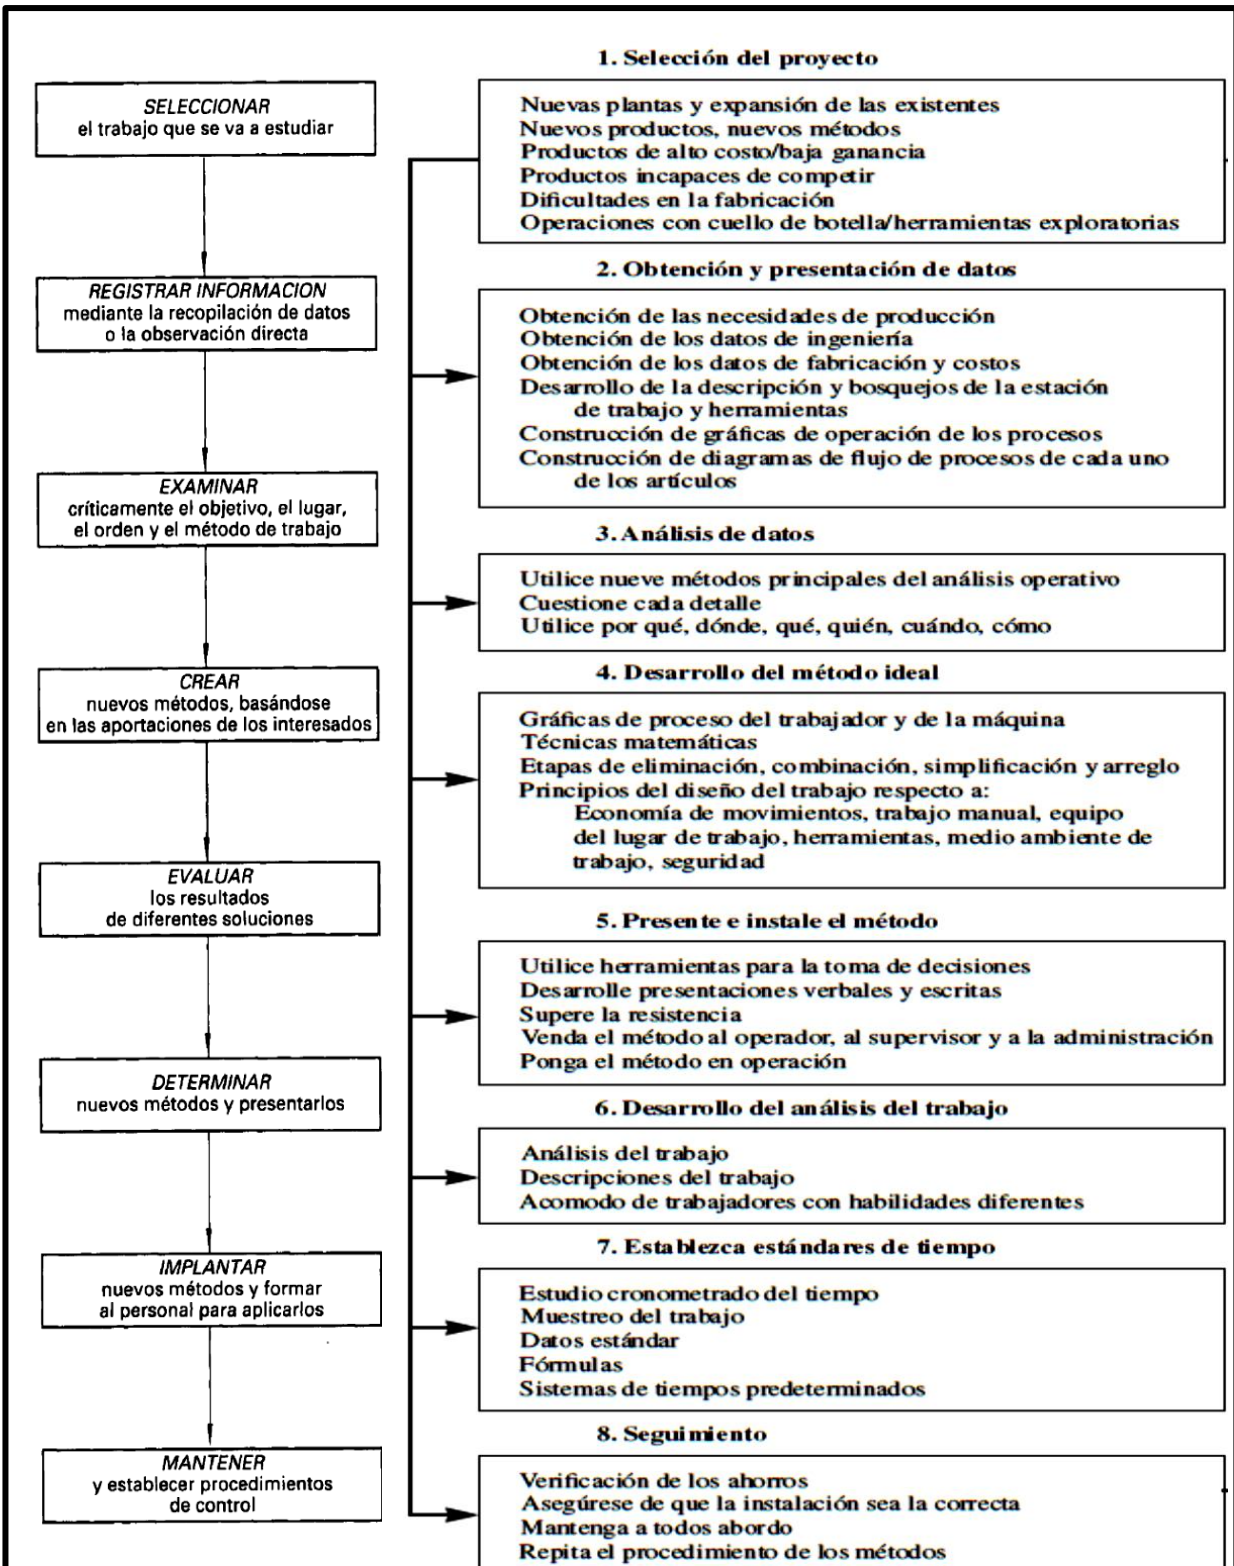 SELECCIONAR
el trabajo que se va a estudiar
REGISTRAR INFORMACION
mediante la recopilación de datos
o la observación directa
EXAMINAR
críticamente el objetivo, el lugar,
el orden y el método de trabajo
CREAR
nuevos métodos, basándose
en las aportaciones de los interesados
EVALUAR
los resultados
de diferentes soluciones
DETERMINAR
nuevos métodos y presentarlos
IMPLANTAR
nuevos métodos y formar
al personal para aplicarlos
MANTENER
y establecer procedimientos
de control
1. Selección del proyecto
Nuevas plantas y expansión de las existentes
Nuevos productos, nuevos métodos
Productos de alto costo/baja ganancia
Productos incapaces de competir
Dificultades en la fabricación
Operaciones con cuello de botella/herramientas exploratorias
2. Obtención y presentación de datos
Obtención de las necesidades de producción
Obtención de los datos de ingeniería
Obtención de los datos de fabricación y costos
Desarrollo de la descripción y bosquejos de la estación
de trabajo y herramientas
Construcción de gráficas de operación de los procesos
Construcción de diagramas de flujo de procesos de cada uno
de los artículos
3. Análisis de datos
Utilice nueve métodos principales del análisis operativo
Cuestione cada detalle
Utilice por qué, dónde, qué, quién, cuándo, cómo
4. Desarrollo del método ideal
Gráficas de proceso del trabajador y de la máquina
Técnicas matemáticas
Etapas de eliminación, combinación, simplificación y arreglo
Principios del diseño del trabajo respecto a:
Economía de movimientos, trabajo manual, equipo
del lugar de trabajo, herramientas, medio ambiente de
trabajo, seguridad
5. Presente e instale el método
Utilice herramientas para la toma de decisiones
Desarrolle presentaciones verbales y escritas
Supere la resistencia
Venda el método al operador, al supervisor y a la administración
Ponga el método en operación
6. Desarrollo del análisis del trabajo
Análisis del trabajo
Descripciones del trabajo
Acomodo de trabajadores con habilidades diferentes
7. Establezca estándares de tiempo
Estudio cronometrado del tiempo
Muestreo del trabajo
Datos estándar
Fórmulas
Sistemas de tiempos predeterminados
8. Seguimiento
Verificación de los ahorros
Asegúrese de que la instalación sea la correcta
Mantenga a todos abordo
Repita el procedimiento de los métodos